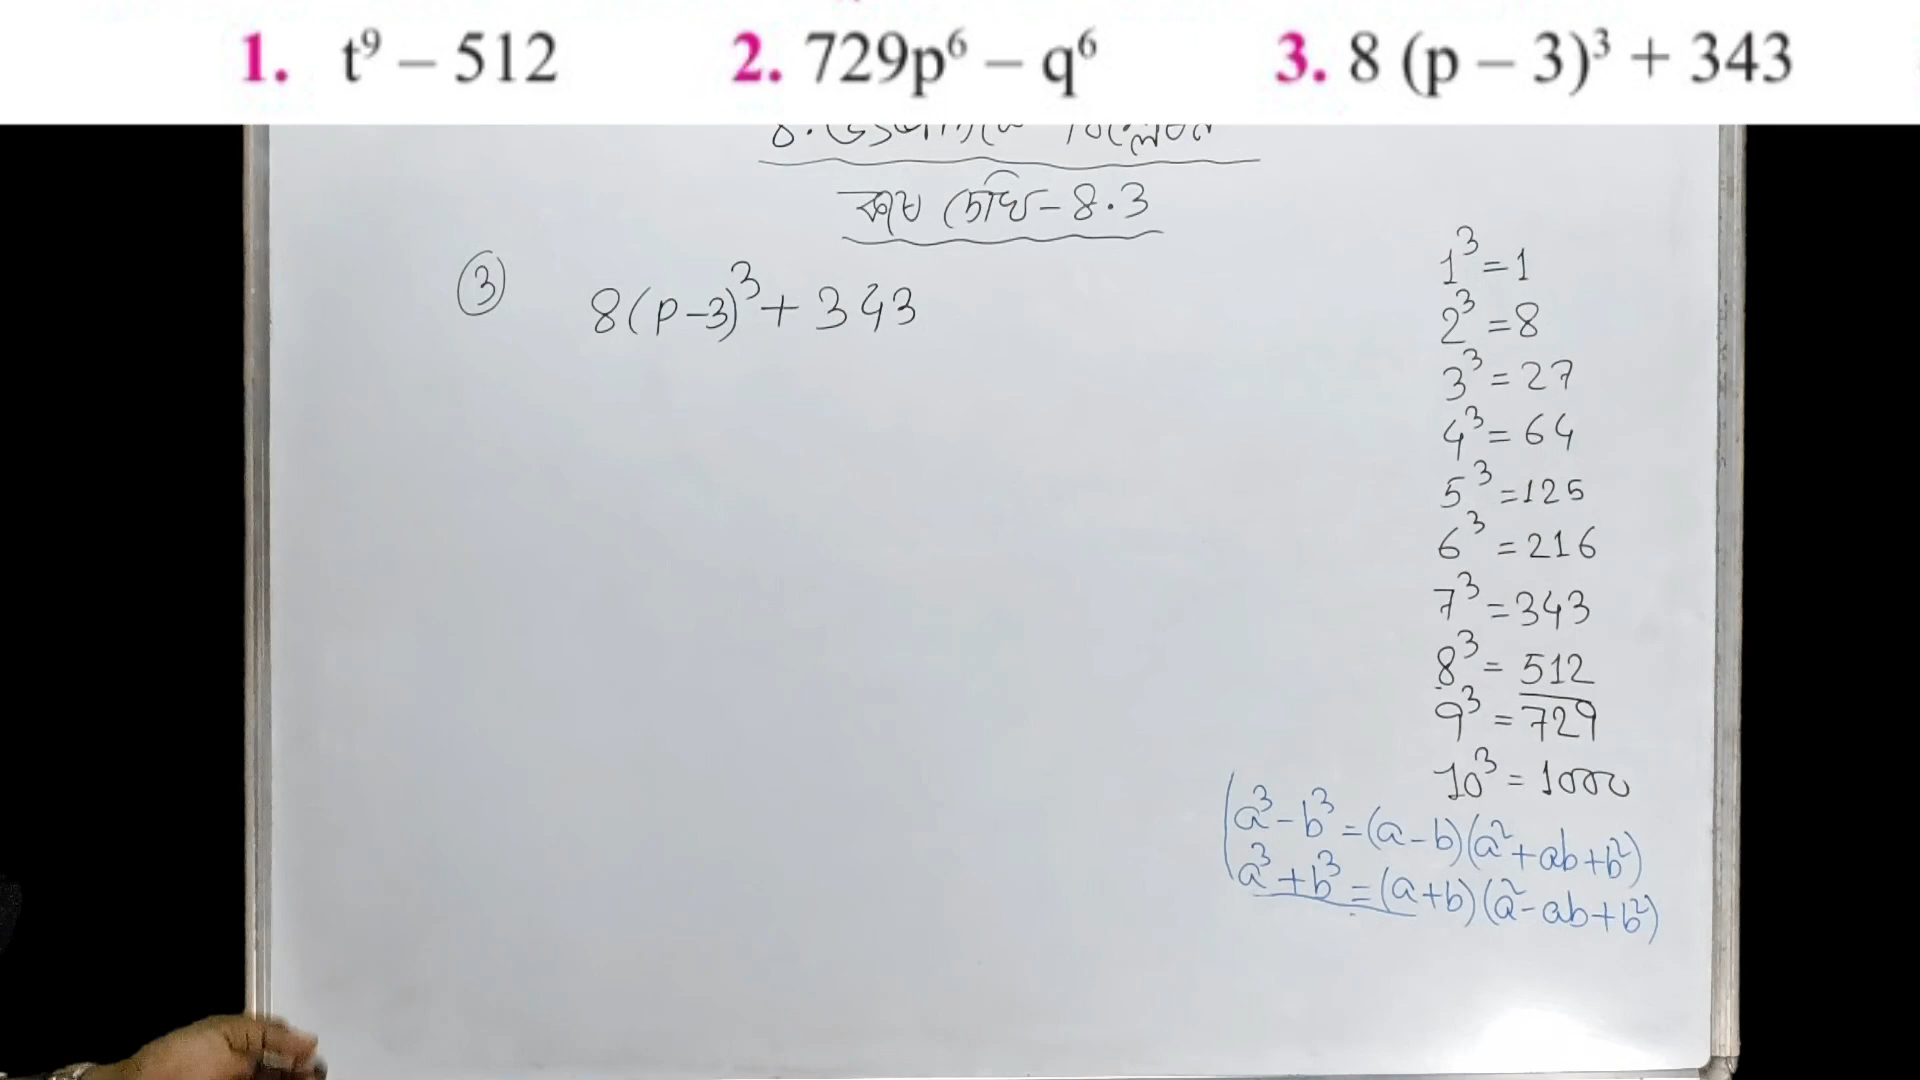 1. t⁹ – 512 2. 729p⁶ – q⁶ 3. 8 (p – 3)³ + 343
কষে দেখি – 8.3
③ 8(p-3)³ + 343
1³ = 1
2³ = 8
3³ = 27
4³ = 64
5³ = 125
6³ = 216
7³ = 343
8³ = 512
9³ = 729
10³ = 1000
a³ - b³ = (a-b)(a²+ab+b²)
a³ + b³ = (a+b)(a²-ab+b²)